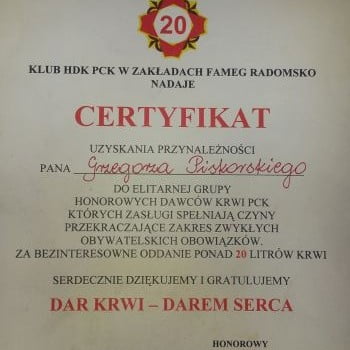 20
KLUB HDK PCK W ZAKŁADACH FAMEG RADOMSKO
NADAJE
CERTYFIKAT
UZYSKANIA PRZYNALEŻNOŚCI
PANA Grzegorza Piskorskiego
DO ELITARNEJ GRUPY
HONOROWYCH DAWCÓW KRWI PCK
KTÓRYCH ZASŁUGI SPEŁNIAJĄ CZYNY
PRZEKRACZAJĄCE ZAKRES ZWYKŁYCH
OBYWATELSKICH OBOWIĄZKÓW.
ZA BEZINTERESOWNE ODDANIE PONAD 20 LITRÓW KRWI
SERDECZNIE DZIĘKUJEMY I GRATULUJEMY
DAR KRWI – DAREM SERCA
HONOROWY